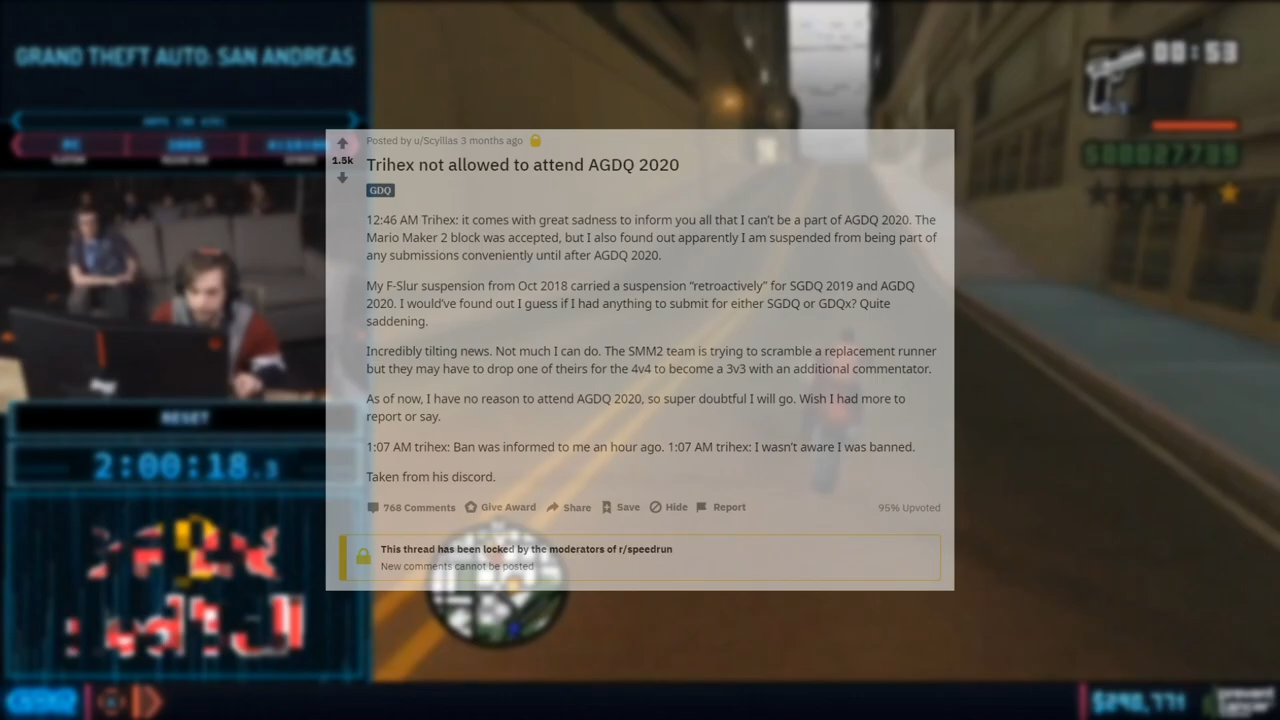 GRAND THEFT AUTO: SAN ANDREAS
00:53
Posted by u/Scyillas 3 months ago
1.5k
Trihex not allowed to attend AGDQ 2020
GDQ
12:46 AM Trihex: it comes with great sadness to inform you all that I can't be a part of AGDQ 2020. The
Mario Maker 2 block was accepted, but I also found out apparently I am suspended from being part of
any submissions conveniently until after AGDQ 2020.
My F-Slur suspension from Oct 2018 carried a suspension “retroactively” for SGDQ 2019 and AGDQ
2020. I would've found out I guess if I had anything to submit for either SGDQ or GDQx? Quite
saddening.
Incredibly tilting news. Not much I can do. The SMM2 team is trying to scramble a replacement runner
but they may have to drop one of theirs for the 4v4 to become a 3v3 with an additional commentator.
As of now, I have no reason to attend AGDQ 2020, so super doubtful I will go. Wish I had more to
report or say.
1:07 AM trihex: Ban was informed to me an hour ago. 1:07 AM trihex: I wasn't aware I was banned.
Taken from his discord.
768 Comments Give Award Share Save Hide Report 95% Upvoted
This thread has been locked by the moderators of r/speedrun
New comments cannot be posted
RESET
2:00:18.3
$290,771
prevent
cancer